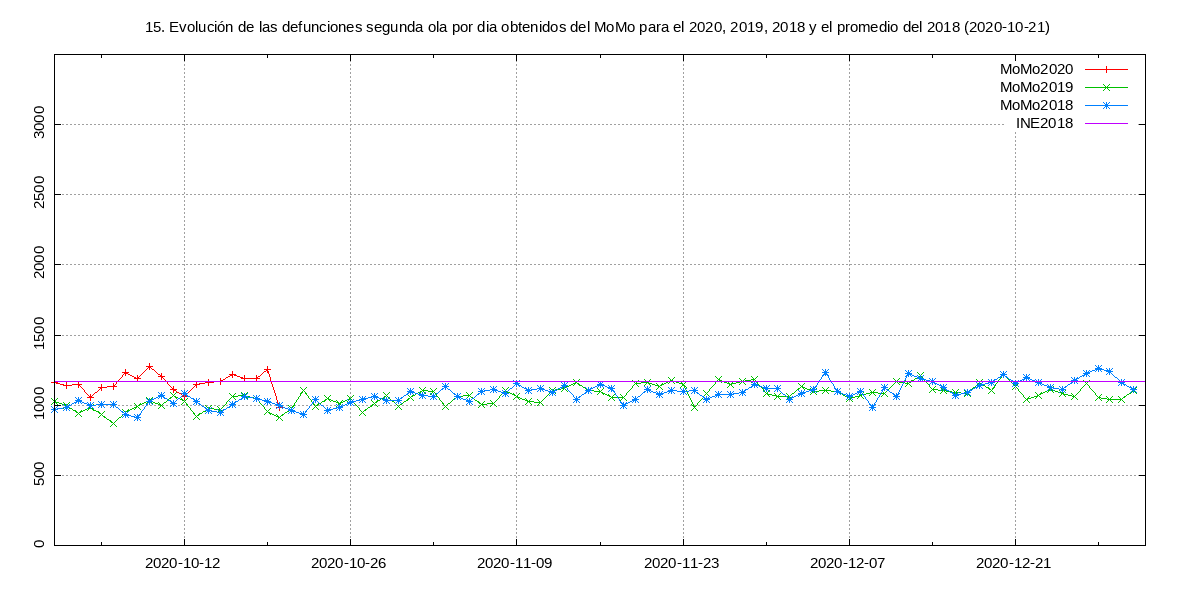 15. Evolución de las defunciones segunda ola por dia obtenidos del MoMo para el 2020, 2019, 2018 y el promedio del 2018 (2020-10-21)
MoMo2020
MoMo2019
MoMo2018
INE2018
3000
2500
2000
1500
1000
500
0
2020-10-12 2020-10-26 2020-11-09 2020-11-23 2020-12-07 2020-12-21